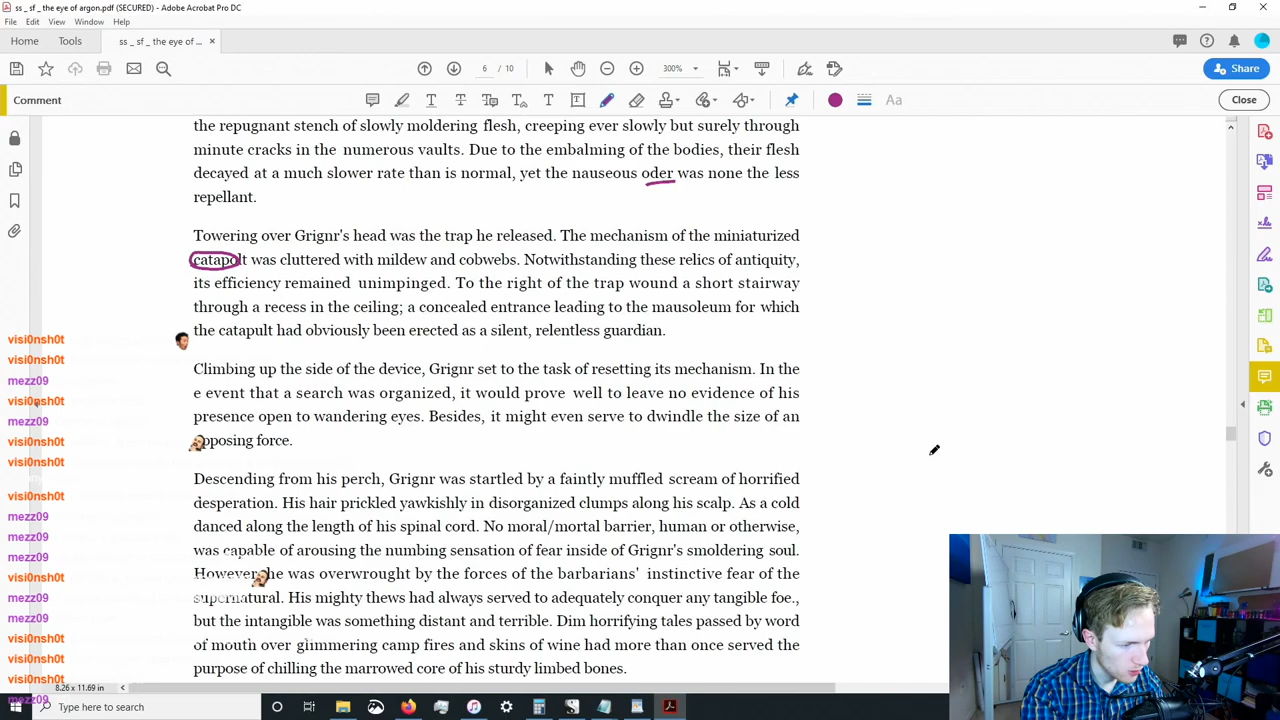 ss _ sf _ the eye of argon.pdf (SECURED) - Adobe Acrobat Pro DC
File Edit View Window Help
Home Tools ss _ sf _ the eye of ar... ×
Share
6 / 10
300%
Comment
Aa
Close
the repugnant stench of slowly moldering flesh, creeping ever slowly but surely through
minute cracks in the numerous vaults. Due to the embalming of the bodies, their flesh
decayed at a much slower rate than is normal, yet the nauseous oder was none the less
repellant.
Towering over Grignr's head was the trap he released. The mechanism of the miniaturized
catapolt was cluttered with mildew and cobwebs. Notwithstanding these relics of antiquity,
its efficiency remained unimpinged. To the right of the trap wound a short stairway
through a recess in the ceiling; a concealed entrance leading to the mausoleum for which
the catapult had obviously been erected as a silent, relentless guardian.
Climbing up the side of the device, Grignr set to the task of resetting its mechanism. In the
e event that a search was organized, it would prove well to leave no evidence of his
presence open to wandering eyes. Besides, it might even serve to dwindle the size of an
opposing force.
Descending from his perch, Grignr was startled by a faintly muffled scream of horrified
desperation. His hair prickled yawkishly in disorganized clumps along his scalp. As a cold
danced along the length of his spinal cord. No moral/mortal barrier, human or otherwise,
was capable of arousing the numbing sensation of fear inside of Grignr's smoldering soul.
However, he was overwrought by the forces of the barbarians' instinctive fear of the
supernatural. His mighty thews had always served to adequately conquer any tangible foe.,
but the intangible was something distant and terrible. Dim horrifying tales passed by word
of mouth over glimmering camp fires and skins of wine had more than once served the
purpose of chilling the marrowed core of his sturdy limbed bones.
visi0nsh0t
visi0nsh0t
mezz09
visi0nsh0t
mezz09
visi0nsh0t
visi0nsh0t
visi0nsh0t
mezz09
mezz09
mezz09
visi0nsh0t
mezz09
mezz09
visi0nsh0t
visi0nsh0t
visi0nsh0t
mezz09
8.26 x 11.69 in
Type here to search